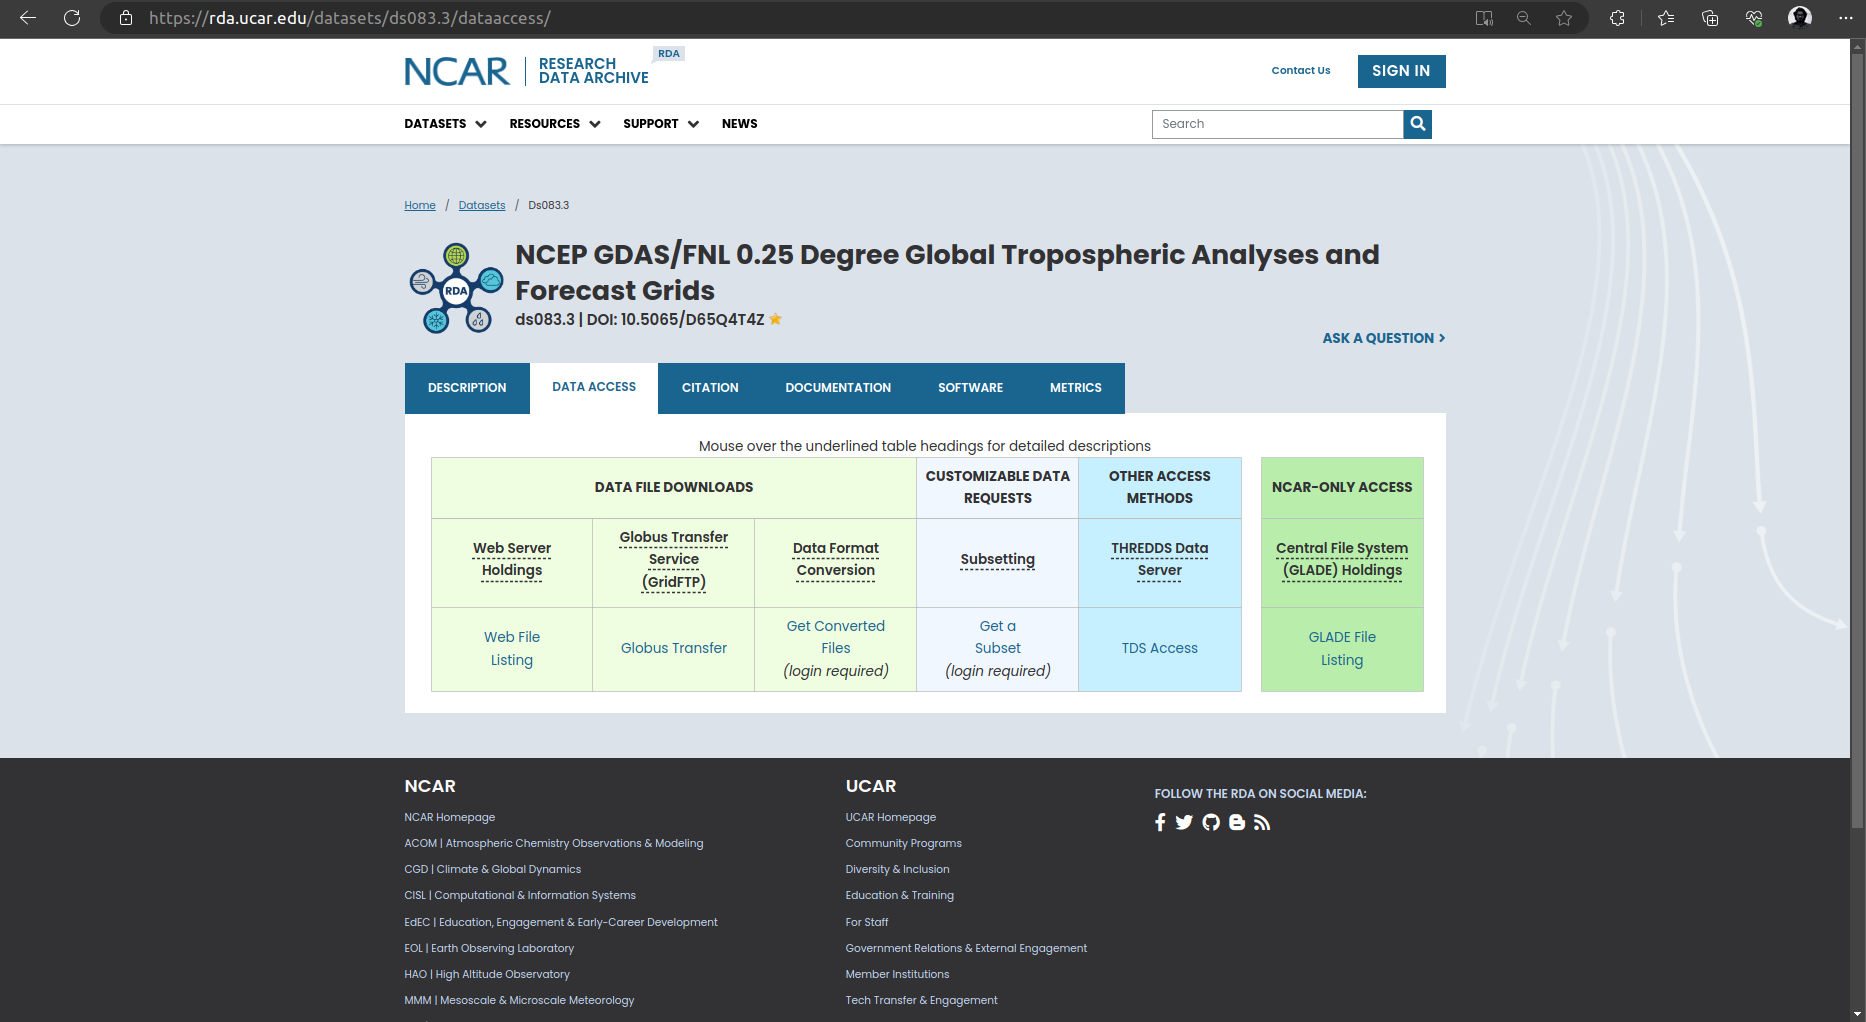 https://rda.ucar.edu/datasets/ds083.3/dataaccess/
NCAR
RESEARCH
DATA ARCHIVE
RDA
Contact Us
SIGN IN
DATASETS
RESOURCES
SUPPORT
NEWS
Search
Home / Datasets / Ds083.3
RDA
NCEP GDAS/FNL 0.25 Degree Global Tropospheric Analyses and
Forecast Grids
ds083.3 | DOI: 10.5065/D65Q4T4Z
ASK A QUESTION >
DESCRIPTION
DATA ACCESS
CITATION
DOCUMENTATION
SOFTWARE
METRICS
Mouse over the underlined table headings for detailed descriptions
DATA FILE DOWNLOADS
CUSTOMIZABLE DATA
REQUESTS
OTHER ACCESS
METHODS
NCAR-ONLY ACCESS
Web Server
Holdings
Globus Transfer
Service
(GridFTP)
Data Format
Conversion
Subsetting
THREDDS Data
Server
Central File System
(GLADE) Holdings
Web File
Listing
Globus Transfer
Get Converted
Files
(login required)
Get a
Subset
(login required)
TDS Access
GLADE File
Listing
NCAR
NCAR Homepage
ACOM | Atmospheric Chemistry Observations & Modeling
CGD | Climate & Global Dynamics
CISL | Computational & Information Systems
EdEC | Education, Engagement & Early-Career Development
EOL | Earth Observing Laboratory
HAO | High Altitude Observatory
MMM | Mesoscale & Microscale Meteorology
UCAR
UCAR Homepage
Community Programs
Diversity & Inclusion
Education & Training
For Staff
Government Relations & External Engagement
Member Institutions
Tech Transfer & Engagement
FOLLOW THE RDA ON SOCIAL MEDIA: